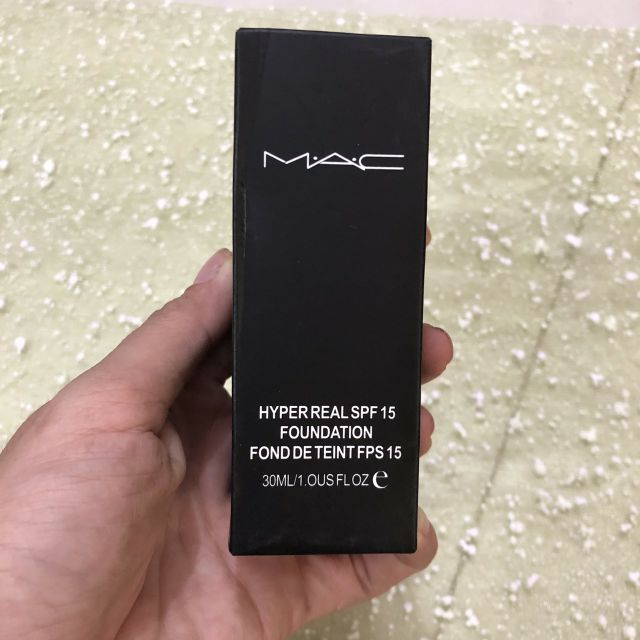 M·A·C
HYPER REAL SPF 15
FOUNDATION
FOND DE TEINT FPS 15
30ML/1.OUS FL OZ e